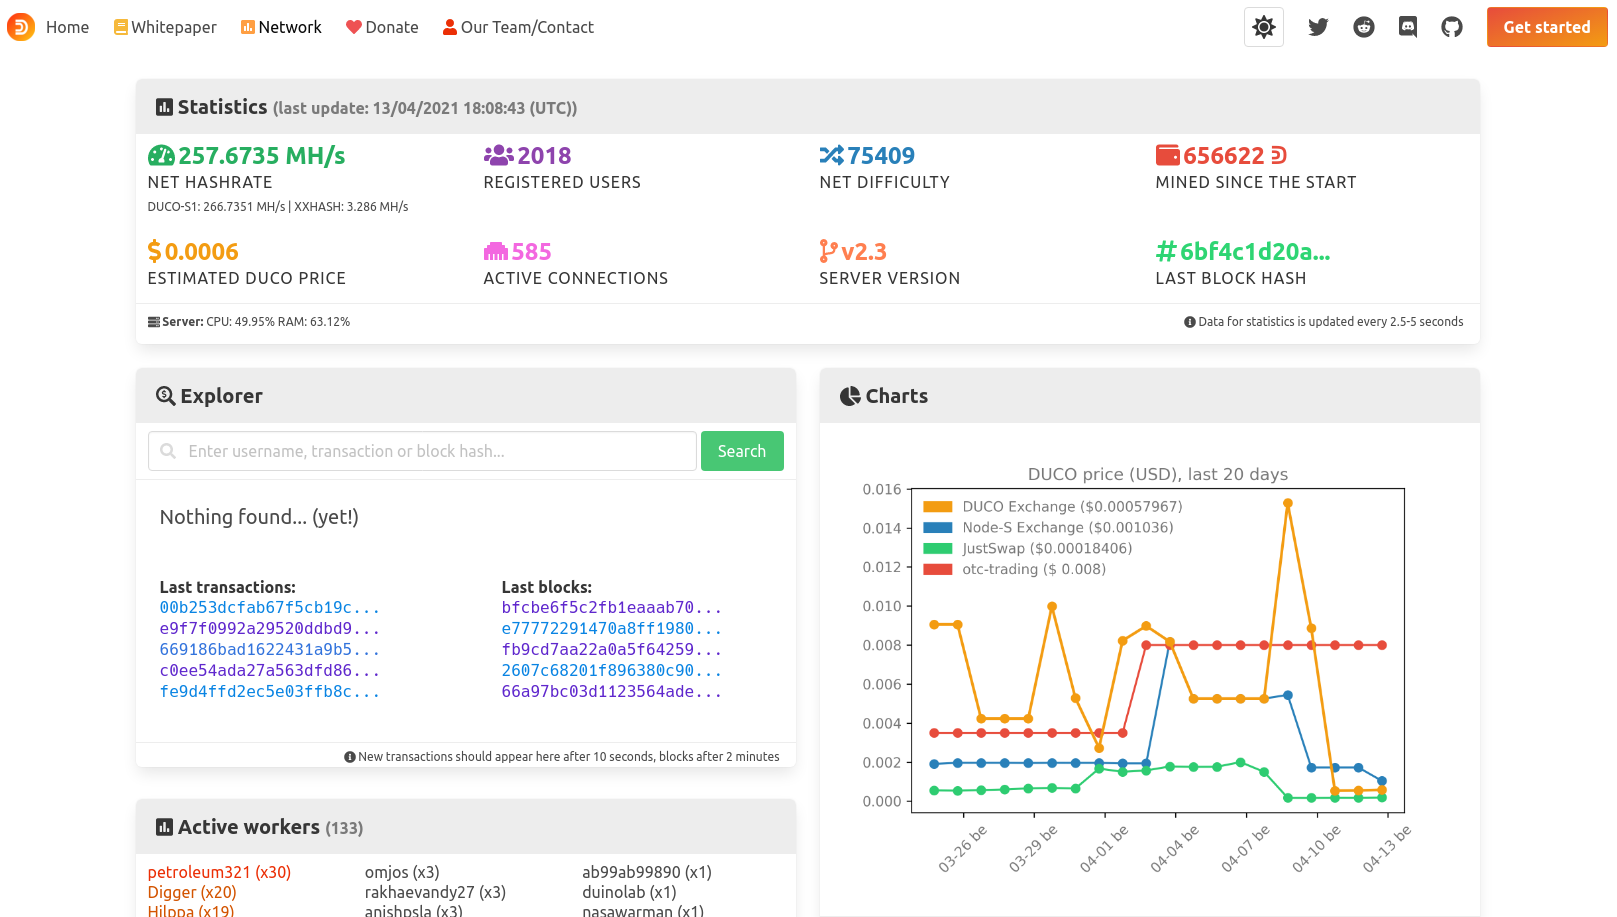 Home Whitepaper Network Donate Our Team/Contact Get started
Statistics (last update: 13/04/2021 18:08:43 (UTC))
257.6735 MH/s
NET HASHRATE
DUCO-S1: 266.7351 MH/s | XXHASH: 3.286 MH/s
2018
REGISTERED USERS
75409
NET DIFFICULTY
656622
MINED SINCE THE START
$0.0006
ESTIMATED DUCO PRICE
585
ACTIVE CONNECTIONS
v2.3
SERVER VERSION
#6bf4c1d20a...
LAST BLOCK HASH
Server: CPU: 49.95% RAM: 63.12%
Data for statistics is updated every 2.5-5 seconds
Explorer
Enter username, transaction or block hash...
Search
Nothing found... (yet!)
Last transactions:
00b253dcfab67f5cb19c...
e9f7f0992a29520ddbd9...
669186bad1622431a9b5...
c0ee54ada27a563dfd86...
fe9d4ffd2ec5e03ffb8c...
Last blocks:
bfcbe6f5c2fb1eaaab70...
e77772291470a8ff1980...
fb9cd7aa22a0a5f64259...
2607c68201f896380c90...
66a97bc03d1123564ade...
New transactions should appear here after 10 seconds, blocks after 2 minutes
Active workers (133)
petroleum321 (x30)
Digger (x20)
Hilppa (x19)
omjos (x3)
rakhaevandy27 (x3)
anishpsla (x3)
ab99ab99890 (x1)
duinolab (x1)
nasawarman (x1)
Charts
DUCO price (USD), last 20 days
DUCO Exchange ($0.00057967)
Node-S Exchange ($0.001036)
JustSwap ($0.00018406)
otc-trading ($ 0.008)
0.016
0.014
0.012
0.010
0.008
0.006
0.004
0.002
0.000
03-26 be
03-29 be
04-01 be
04-04 be
04-07 be
04-10 be
04-13 be